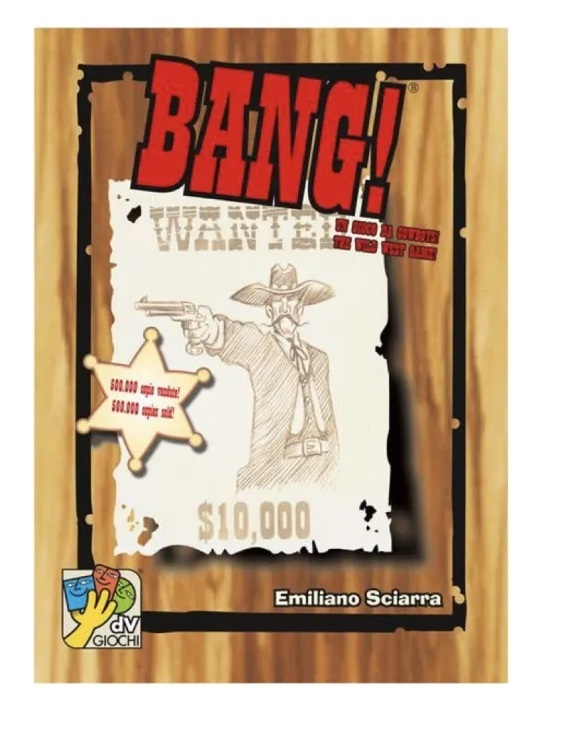 BANG!
®
WANTED
UN GIOCO DA COWBOYS!
THE WILD WEST GAME!
500.000 copie vendute!
500.000 copies sold!
$10,000
Emiliano Sciarra
dV
GIOCHI